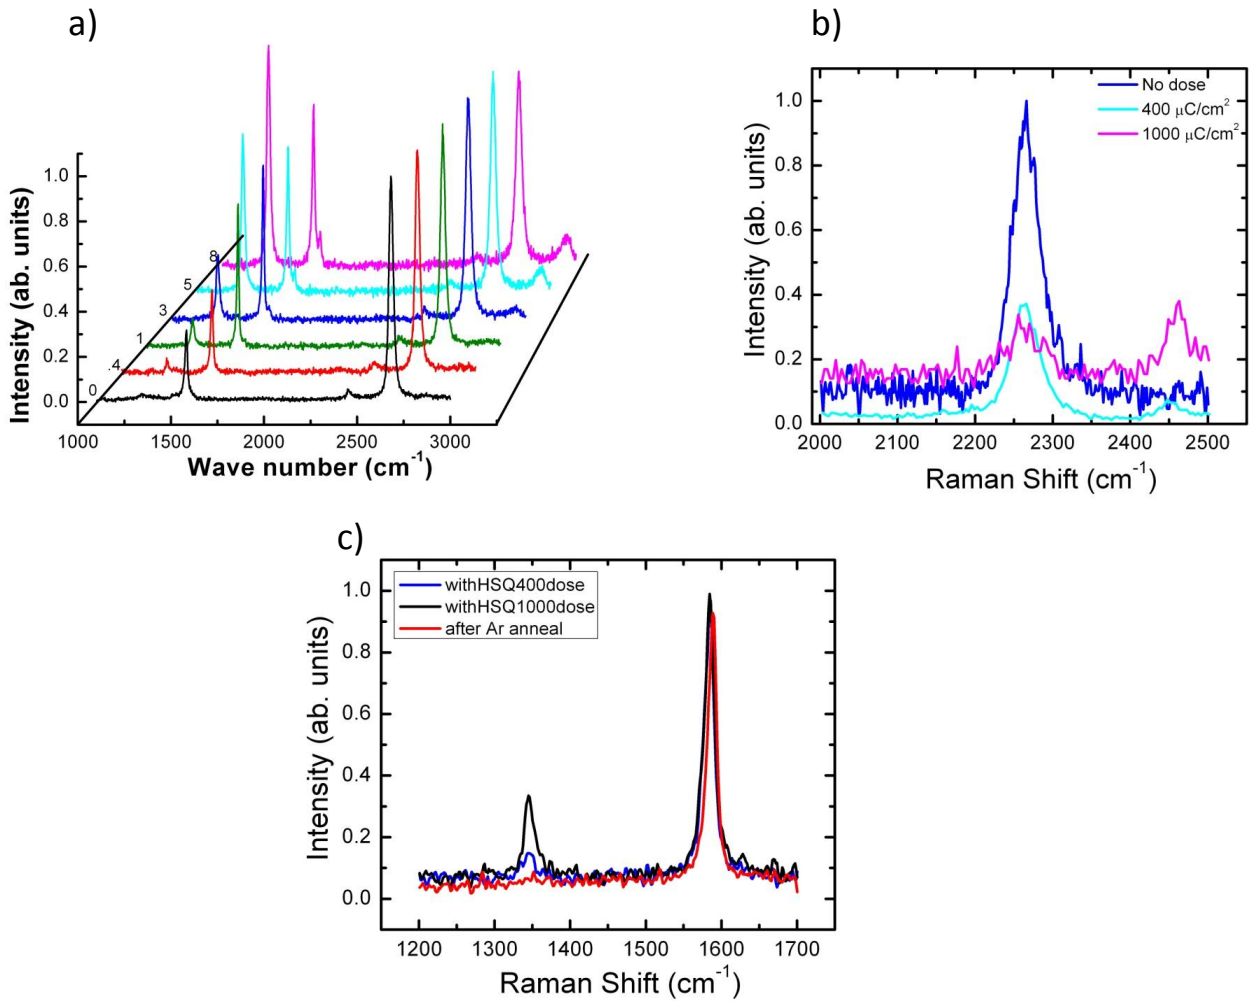 a)
Intensity (ab. units)
1.0
0.8
0.6
0.4
0.2
0.0
8
5
3
1
.4
0
1000 1500 2000 2500 3000
Wave number (cm⁻¹)
b)
Intensity (ab. units)
1.0
0.8
0.6
0.4
0.2
0.0
No dose
400 μC/cm²
1000 μC/cm²
2000 2100 2200 2300 2400 2500
Raman Shift (cm⁻¹)
c)
Intensity (ab. units)
1.0
0.8
0.6
0.4
0.2
0.0
withHSQ400dose
withHSQ1000dose
after Ar anneal
1200 1300 1400 1500 1600 1700
Raman Shift (cm⁻¹)